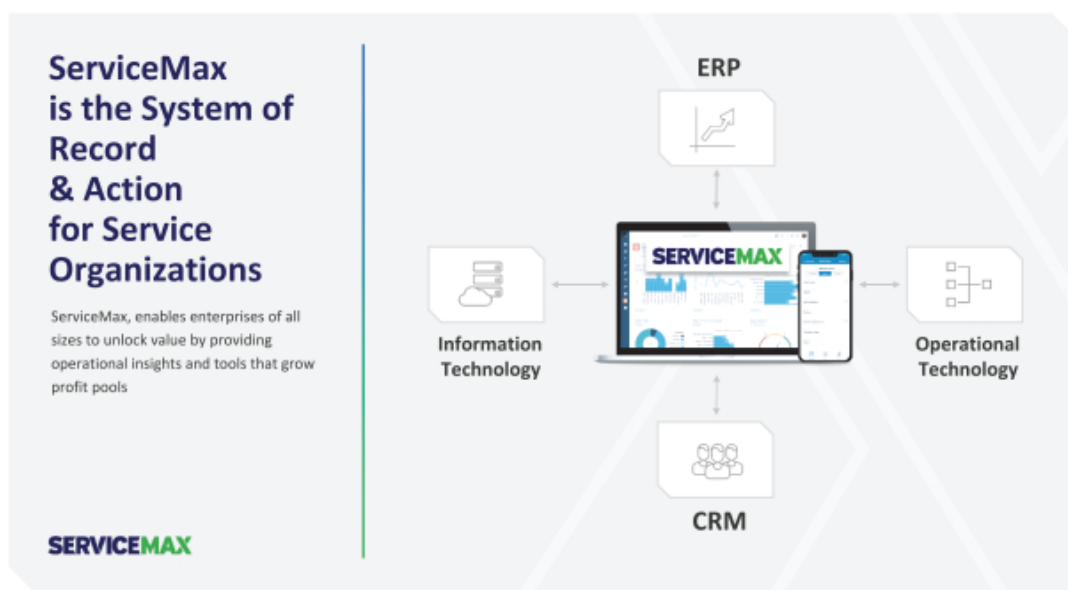 ServiceMax
is the System of
Record
& Action
for Service
Organizations
ServiceMax, enables enterprises of all
sizes to unlock value by providing
operational insights and tools that grow
profit pools
SERVICEMAX
ERP
SERVICEMAX
Information
Technology
Operational
Technology
CRM